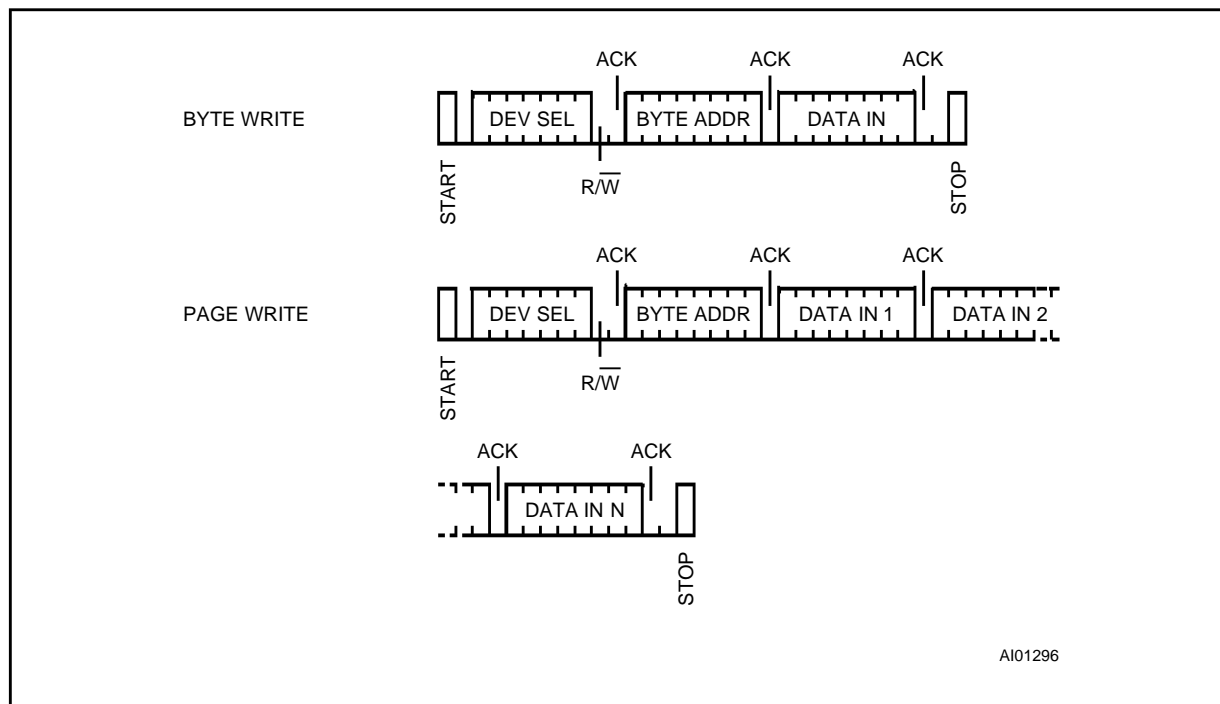 ACK ACK ACK
BYTE WRITE DEV SEL BYTE ADDR DATA IN
START R/W̅ STOP
ACK ACK ACK
PAGE WRITE DEV SEL BYTE ADDR DATA IN 1 DATA IN 2
START R/W̅
ACK ACK
DATA IN N
STOP
AI01296